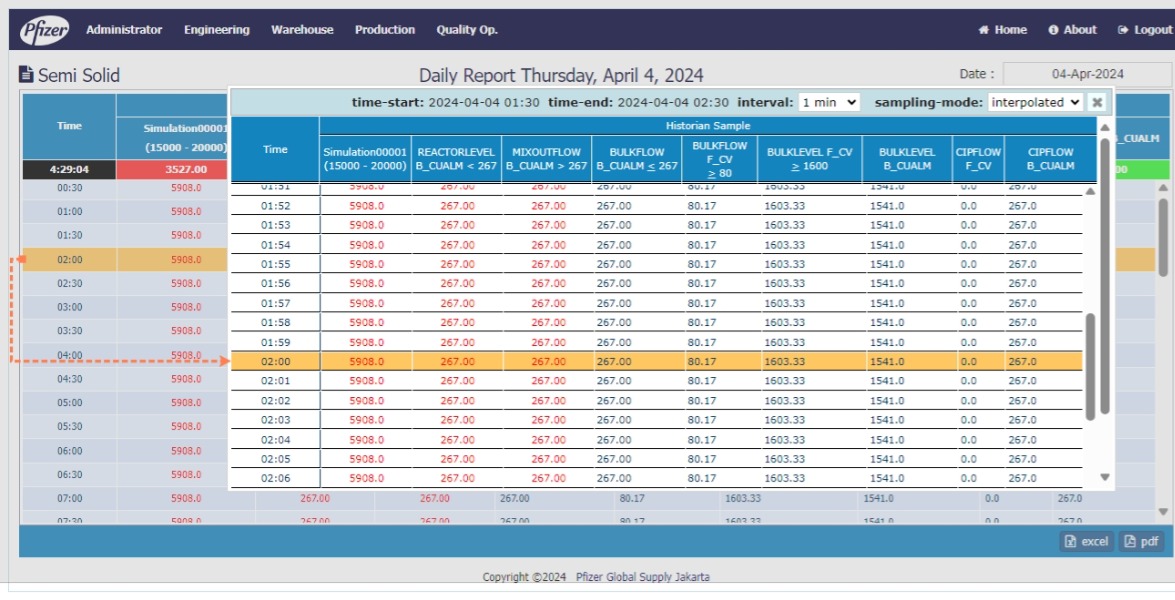 Pfizer Administrator Engineering Warehouse Production Quality Op. Home About Logout
Semi Solid Daily Report Thursday, April 4, 2024 Date : 04-Apr-2024
time-start: 2024-04-04 01:30 time-end: 2024-04-04 02:30 interval: 1 min sampling-mode: interpolated
Time
Simulation00001
(15000 - 20000)
B_CUALM
4:29:04 3527.00 00
00:30 5908.0
01:00 5908.0
01:30 5908.0
02:00 5908.0
02:30 5908.0
03:00 5908.0
03:30 5908.0
04:00 5908.0
04:30 5908.0
05:00 5908.0
05:30 5908.0
06:00 5908.0
06:30 5908.0
Historian Sample
Time
Simulation00001 (15000 - 20000)
REACTORLEVEL B_CUALM < 267
MIXOUTFLOW B_CUALM > 267
BULKFLOW B_CUALM ≤ 267
BULKFLOW F_CV ≥ 80
BULKLEVEL F_CV ≥ 1600
BULKLEVEL B_CUALM
CIPFLOW F_CV
CIPFLOW B_CUALM
01:51 5908.0 267.00 267.00 267.00 80.17 1603.33 1541.0 0.0 267.0
01:52 5908.0 267.00 267.00 267.00 80.17 1603.33 1541.0 0.0 267.0
01:53 5908.0 267.00 267.00 267.00 80.17 1603.33 1541.0 0.0 267.0
01:54 5908.0 267.00 267.00 267.00 80.17 1603.33 1541.0 0.0 267.0
01:55 5908.0 267.00 267.00 267.00 80.17 1603.33 1541.0 0.0 267.0
01:56 5908.0 267.00 267.00 267.00 80.17 1603.33 1541.0 0.0 267.0
01:57 5908.0 267.00 267.00 267.00 80.17 1603.33 1541.0 0.0 267.0
01:58 5908.0 267.00 267.00 267.00 80.17 1603.33 1541.0 0.0 267.0
01:59 5908.0 267.00 267.00 267.00 80.17 1603.33 1541.0 0.0 267.0
02:00 5908.0 267.00 267.00 267.00 80.17 1603.33 1541.0 0.0 267.0
02:01 5908.0 267.00 267.00 267.00 80.17 1603.33 1541.0 0.0 267.0
02:02 5908.0 267.00 267.00 267.00 80.17 1603.33 1541.0 0.0 267.0
02:03 5908.0 267.00 267.00 267.00 80.17 1603.33 1541.0 0.0 267.0
02:04 5908.0 267.00 267.00 267.00 80.17 1603.33 1541.0 0.0 267.0
02:05 5908.0 267.00 267.00 267.00 80.17 1603.33 1541.0 0.0 267.0
02:06 5908.0 267.00 267.00 267.00 80.17 1603.33 1541.0 0.0 267.0
07:00 5908.0 267.00 267.00 267.00 80.17 1603.33 1541.0 0.0 267.0
07:30 5908.0 267.00 267.00 267.00 80.17 1603.33 1541.0 0.0 267.0
excel pdf
Copyright ©2024 Pfizer Global Supply Jakarta